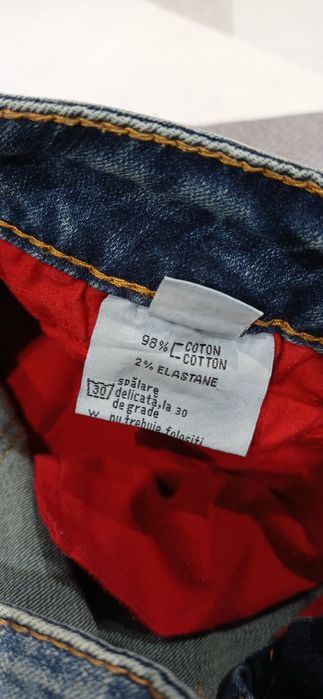 98% COTON
COTTON
2% ELASTANE
30 spălare
delicată, la 30
de grade
nu trebuie folosiți